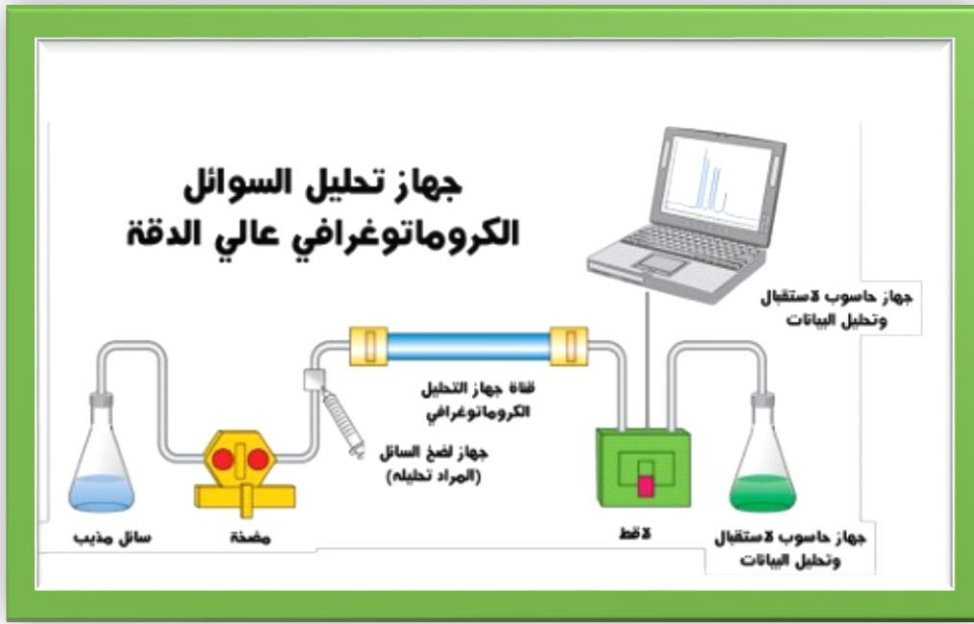 جهاز تحليل السوائل
الكروماتوغرافي عالي الدقة
جهاز حاسوب لاستقبال
وتحليل البيانات
قناة جهاز التحليل
الكروماتوغرافي
جهاز لضخ السائل
(المراد تحليله)
سائل مذيب
مضخة
لاقط
جهاز حاسوب لاستقبال
وتحليل البيانات